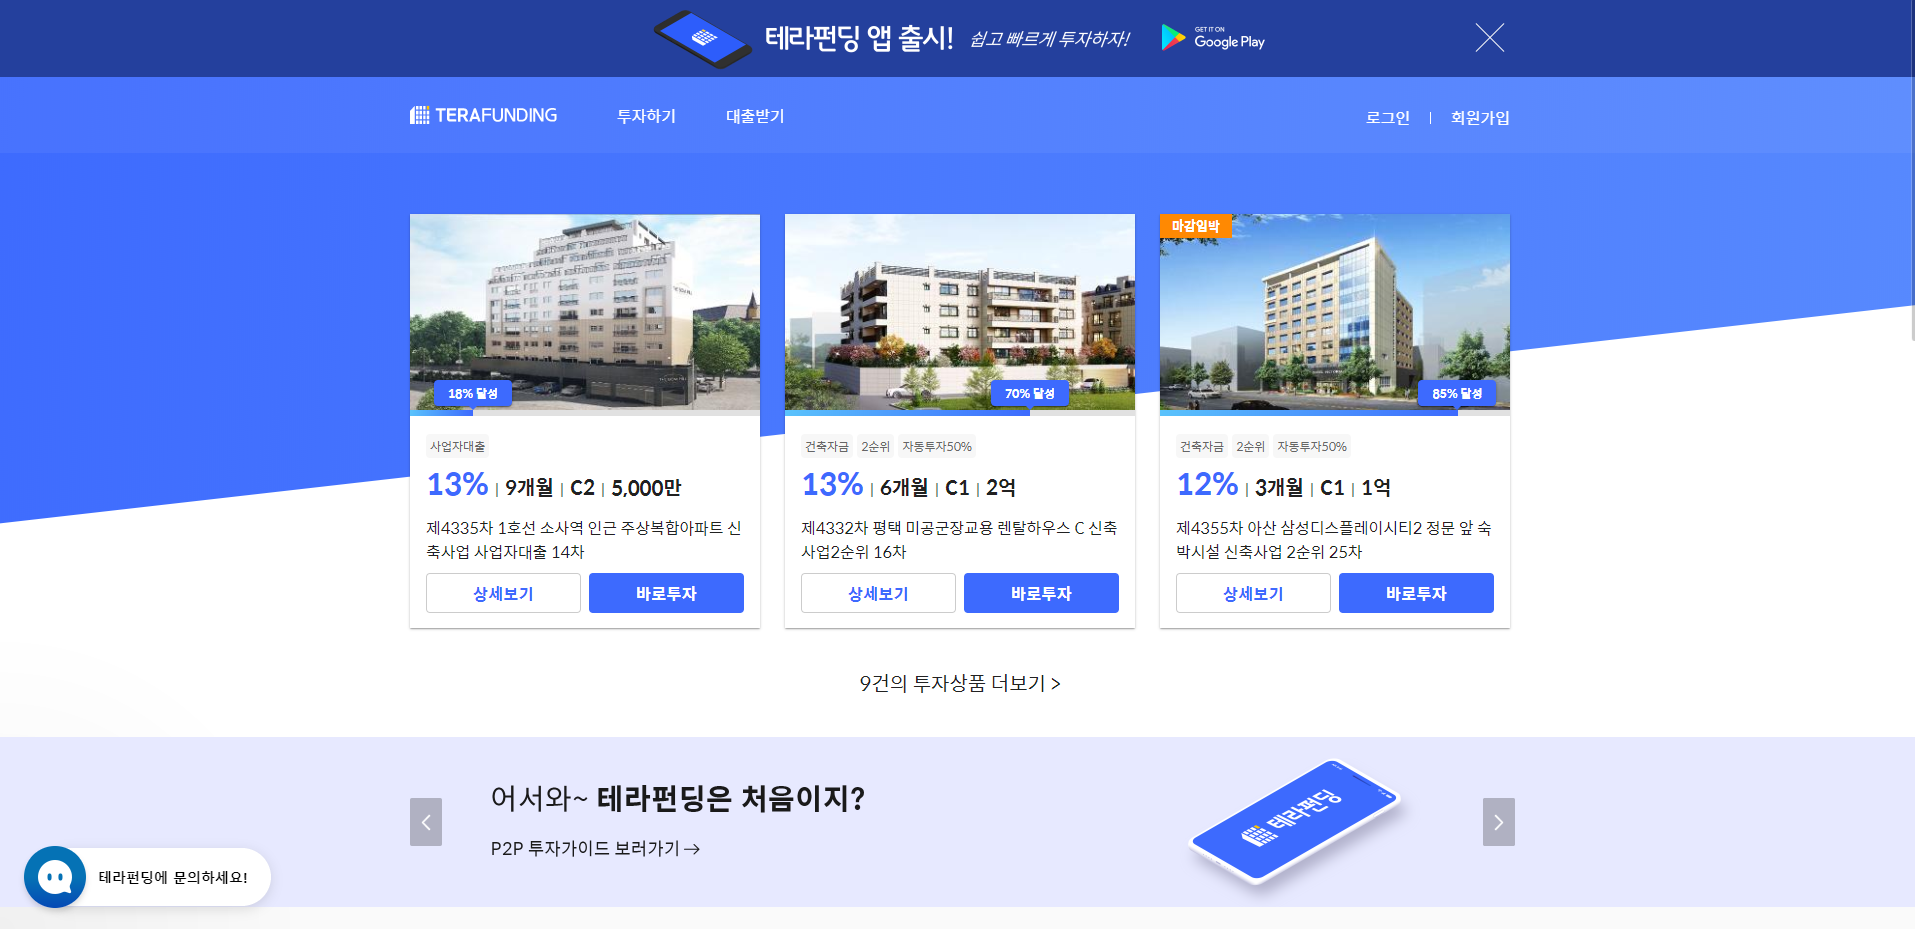 테라펀딩 앱 출시! 쉽고 빠르게 투자하자! GET IT ON Google Play
TERAFUNDING 투자하기 대출받기 로그인 회원가입
18% 달성
사업자대출
13% | 9개월 | C2 | 5,000만
제4335차 1호선 소사역 인근 주상복합아파트 신
축사업 사업자대출 14차
상세보기 바로투자
70% 달성
건축자금 2순위 자동투자50%
13% | 6개월 | C1 | 2억
제4332차 평택 미공군장교용 렌탈하우스 C 신축
사업2순위 16차
상세보기 바로투자
마감임박
85% 달성
건축자금 2순위 자동투자50%
12% | 3개월 | C1 | 1억
제4355차 아산 삼성디스플레이시티2 정문 앞 숙
박시설 신축사업 2순위 25차
상세보기 바로투자
9건의 투자상품 더보기 >
어서와~ 테라펀딩은 처음이지?
P2P 투자가이드 보러가기→
테라펀딩
테라펀딩에 문의하세요!